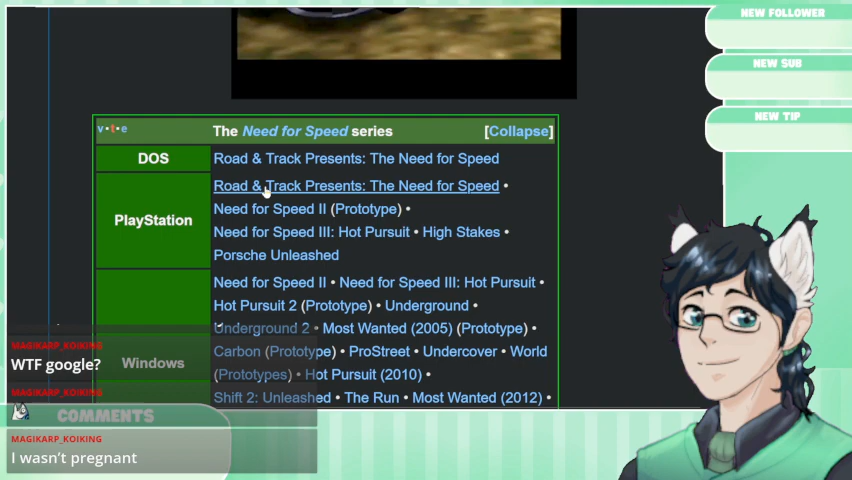 NEW FOLLOWER
NEW SUB
NEW TIP
v•t•e The Need for Speed series [Collapse]
DOS Road & Track Presents: The Need for Speed
PlayStation
Road & Track Presents: The Need for Speed •
Need for Speed II (Prototype) •
Need for Speed III: Hot Pursuit • High Stakes •
Porsche Unleashed
Windows
Need for Speed II • Need for Speed III: Hot Pursuit •
Hot Pursuit 2 (Prototype) • Underground •
Underground 2 • Most Wanted (2005) (Prototype) •
Carbon (Prototype) • ProStreet • Undercover • World
(Prototypes) • Hot Pursuit (2010) •
Shift 2: Unleashed • The Run • Most Wanted (2012) •
MAGIKARP_KOIKING
WTF google?
MAGIKARP_KOIKING
COMMENTS
MAGIKARP_KOIKING
I wasn't pregnant